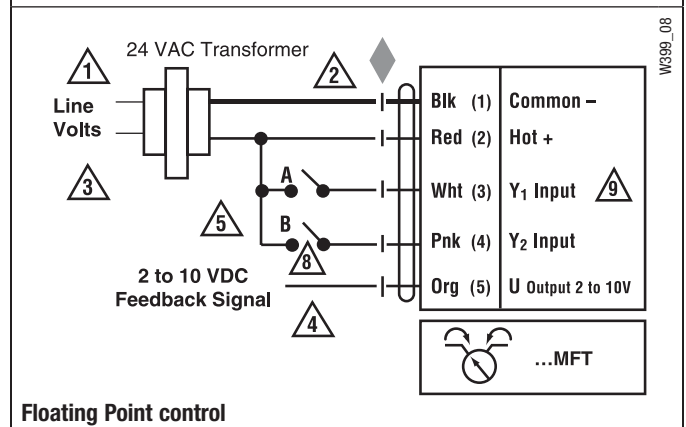 W399_08
24 VAC Transformer
1
2
Line
Volts
3
Blk (1) Common –
Red (2) Hot +
A
Wht (3) Y₁ Input 9
5
B
Pnk (4) Y₂ Input
8
2 to 10 VDC
Feedback Signal
Org (5) U Output 2 to 10V
4
...MFT
Floating Point control